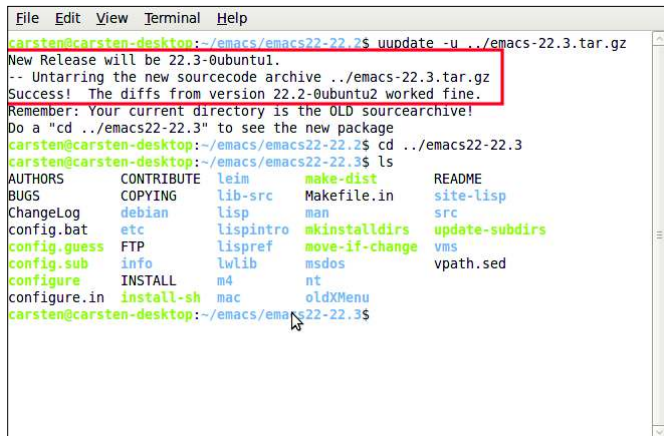 File Edit View Terminal Help
carsten@carsten-desktop:~/emacs/emacs22-22.2$ uupdate -u ../emacs-22.3.tar.gz
New Release will be 22.3-0ubuntu1.
-- Untarring the new sourcecode archive ../emacs-22.3.tar.gz
Success!  The diffs from version 22.2-0ubuntu2 worked fine.
Remember: Your current directory is the OLD sourcearchive!
Do a "cd ../emacs22-22.3" to see the new package
carsten@carsten-desktop:~/emacs/emacs22-22.2$ cd ../emacs22-22.3
carsten@carsten-desktop:~/emacs/emacs22-22.3$ ls
AUTHORS CONTRIBUTE leim make-dist README
BUGS COPYING lib-src Makefile.in site-lisp
ChangeLog debian lisp man src
config.bat etc lispintro mkinstalldirs update-subdirs
config.guess FTP lispref move-if-change vms
config.sub info lwlib msdos vpath.sed
configure INSTALL m4 nt
configure.in install-sh mac oldXMenu
carsten@carsten-desktop:~/emacs/emacs22-22.3$